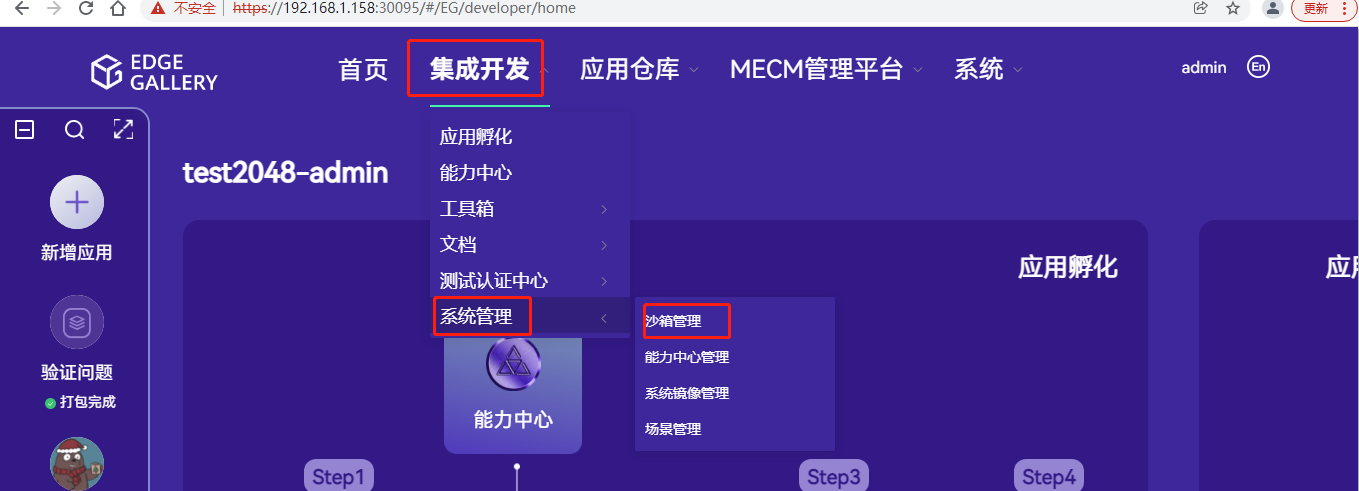 不安全 https://192.168.1.158:30095/#/EG/developer/home 更新
EDGE GALLERY
首页 集成开发 应用仓库 MECM管理平台 系统 admin En
应用孵化
能力中心
test2048-admin
工具箱
新增应用
文档
应用孵化 应用
测试认证中心
系统管理
沙箱管理
能力中心管理
验证问题
系统镜像管理
打包完成
能力中心
场景管理
Step1 Step3 Step4